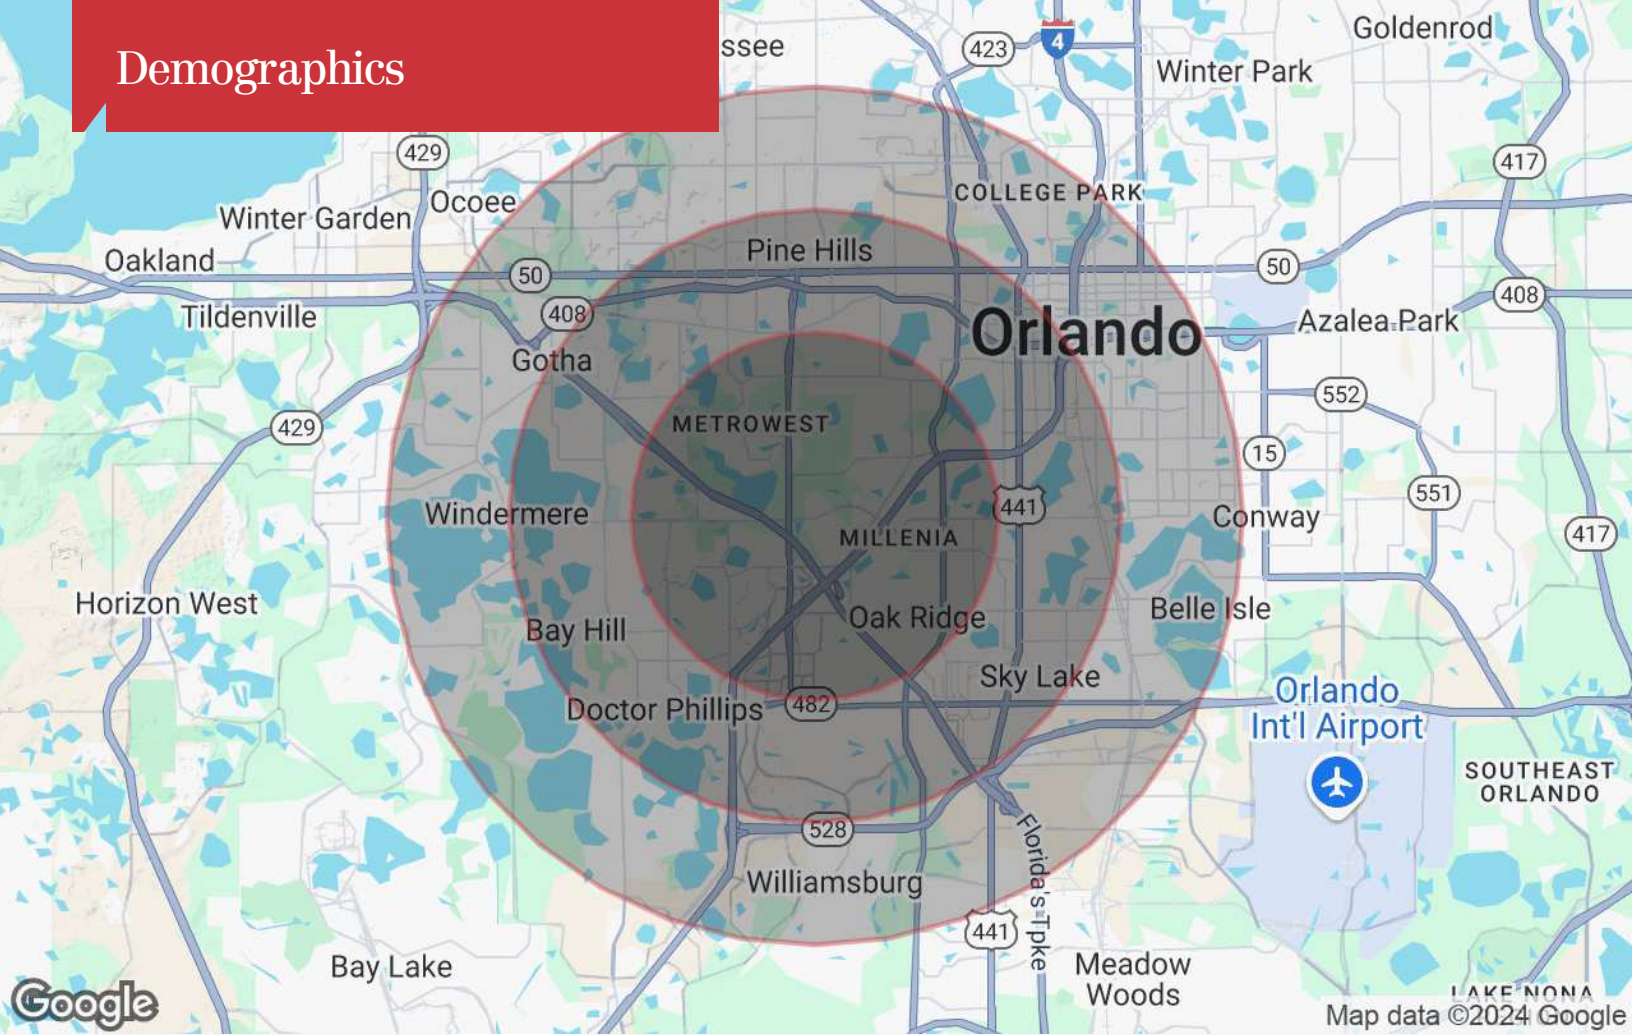 Demographics
ssee
423
4
Goldenrod
Winter Park
429
417
COLLEGE PARK
Ocoee
Winter Garden
Pine Hills
Oakland
50
50
408
408
Tildenville
Orlando
Azalea Park
Gotha
552
METROWEST
429
15
551
441
Windermere
Conway
MILLENIA
417
Horizon West
Oak Ridge
Belle Isle
Bay Hill
Sky Lake
Doctor Phillips
482
Orlando
Int'l Airport
SOUTHEAST
ORLANDO
528
Florida's Tpke
Williamsburg
441
Bay Lake
Meadow
Woods
LAKE NONA
Google
Map data ©2024 Google